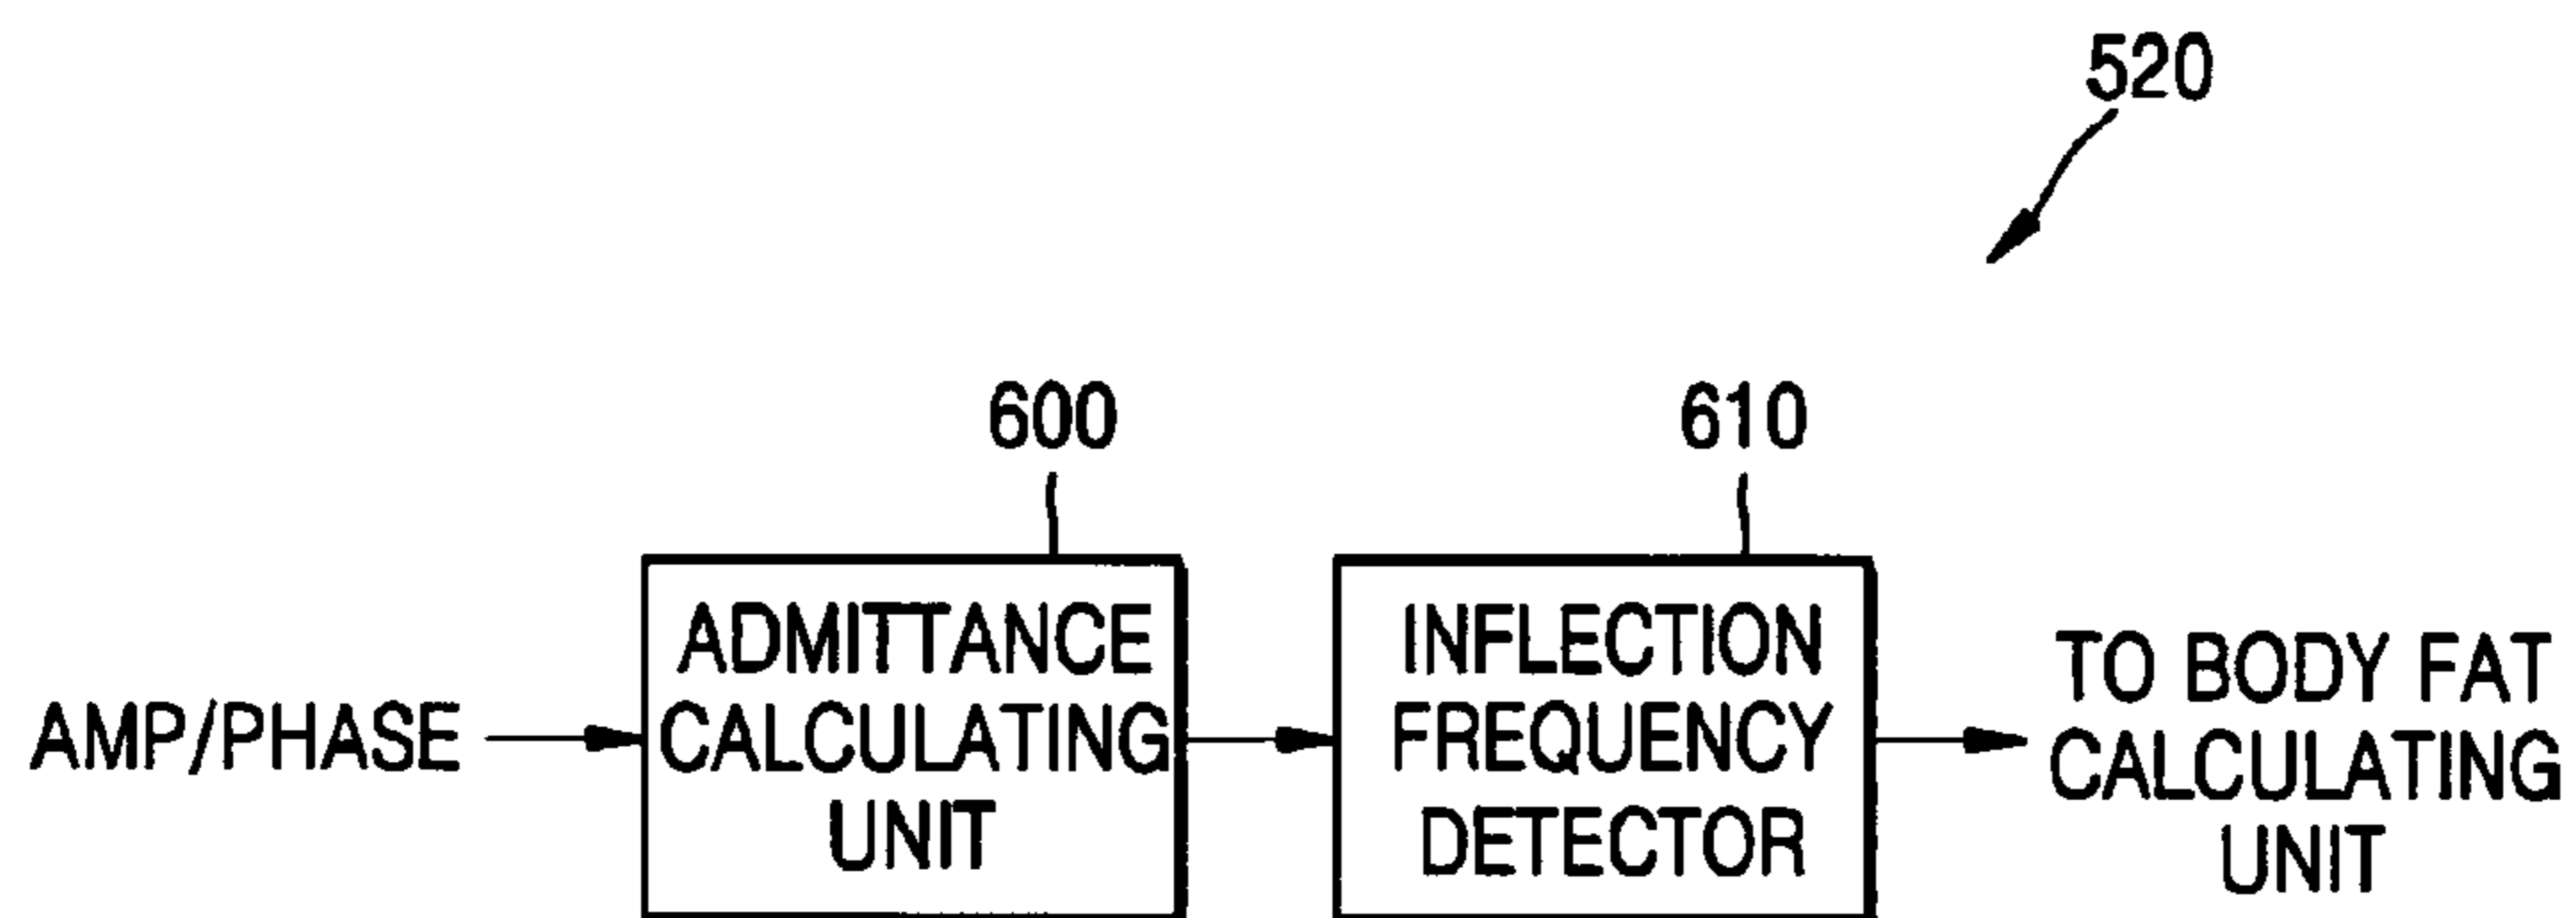 520
600
610
AMP/PHASE
ADMITTANCE
CALCULATING
UNIT
INFLECTION
FREQUENCY
DETECTOR
TO BODY FAT
CALCULATING
UNIT